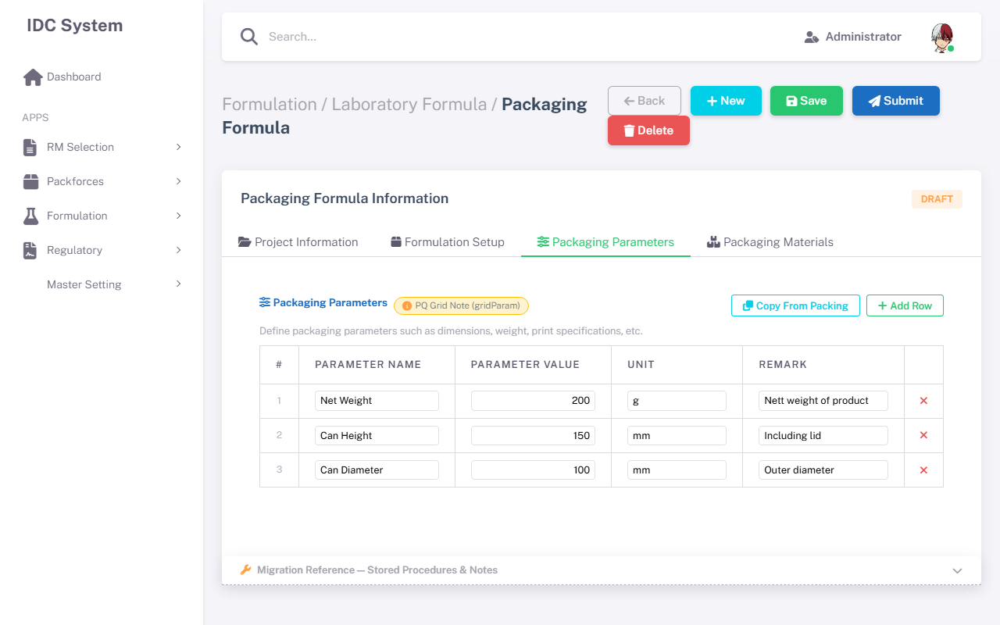 IDC System
Search...
Administrator
Dashboard
APPS
RM Selection
Packforces
Formulation
Regulatory
Master Setting
Formulation / Laboratory Formula / Packaging
Formula
Back
New
Save
Submit
Delete
Packaging Formula Information
DRAFT
Project Information
Formulation Setup
Packaging Parameters
Packaging Materials
Packaging Parameters
PQ Grid Note (gridParam)
Copy From Packing
Add Row
Define packaging parameters such as dimensions, weight, print specifications, etc.
# PARAMETER NAME PARAMETER VALUE UNIT REMARK
1 Net Weight 200 g Nett weight of product
2 Can Height 150 mm Including lid
3 Can Diameter 100 mm Outer diameter
Migration Reference — Stored Procedures & Notes